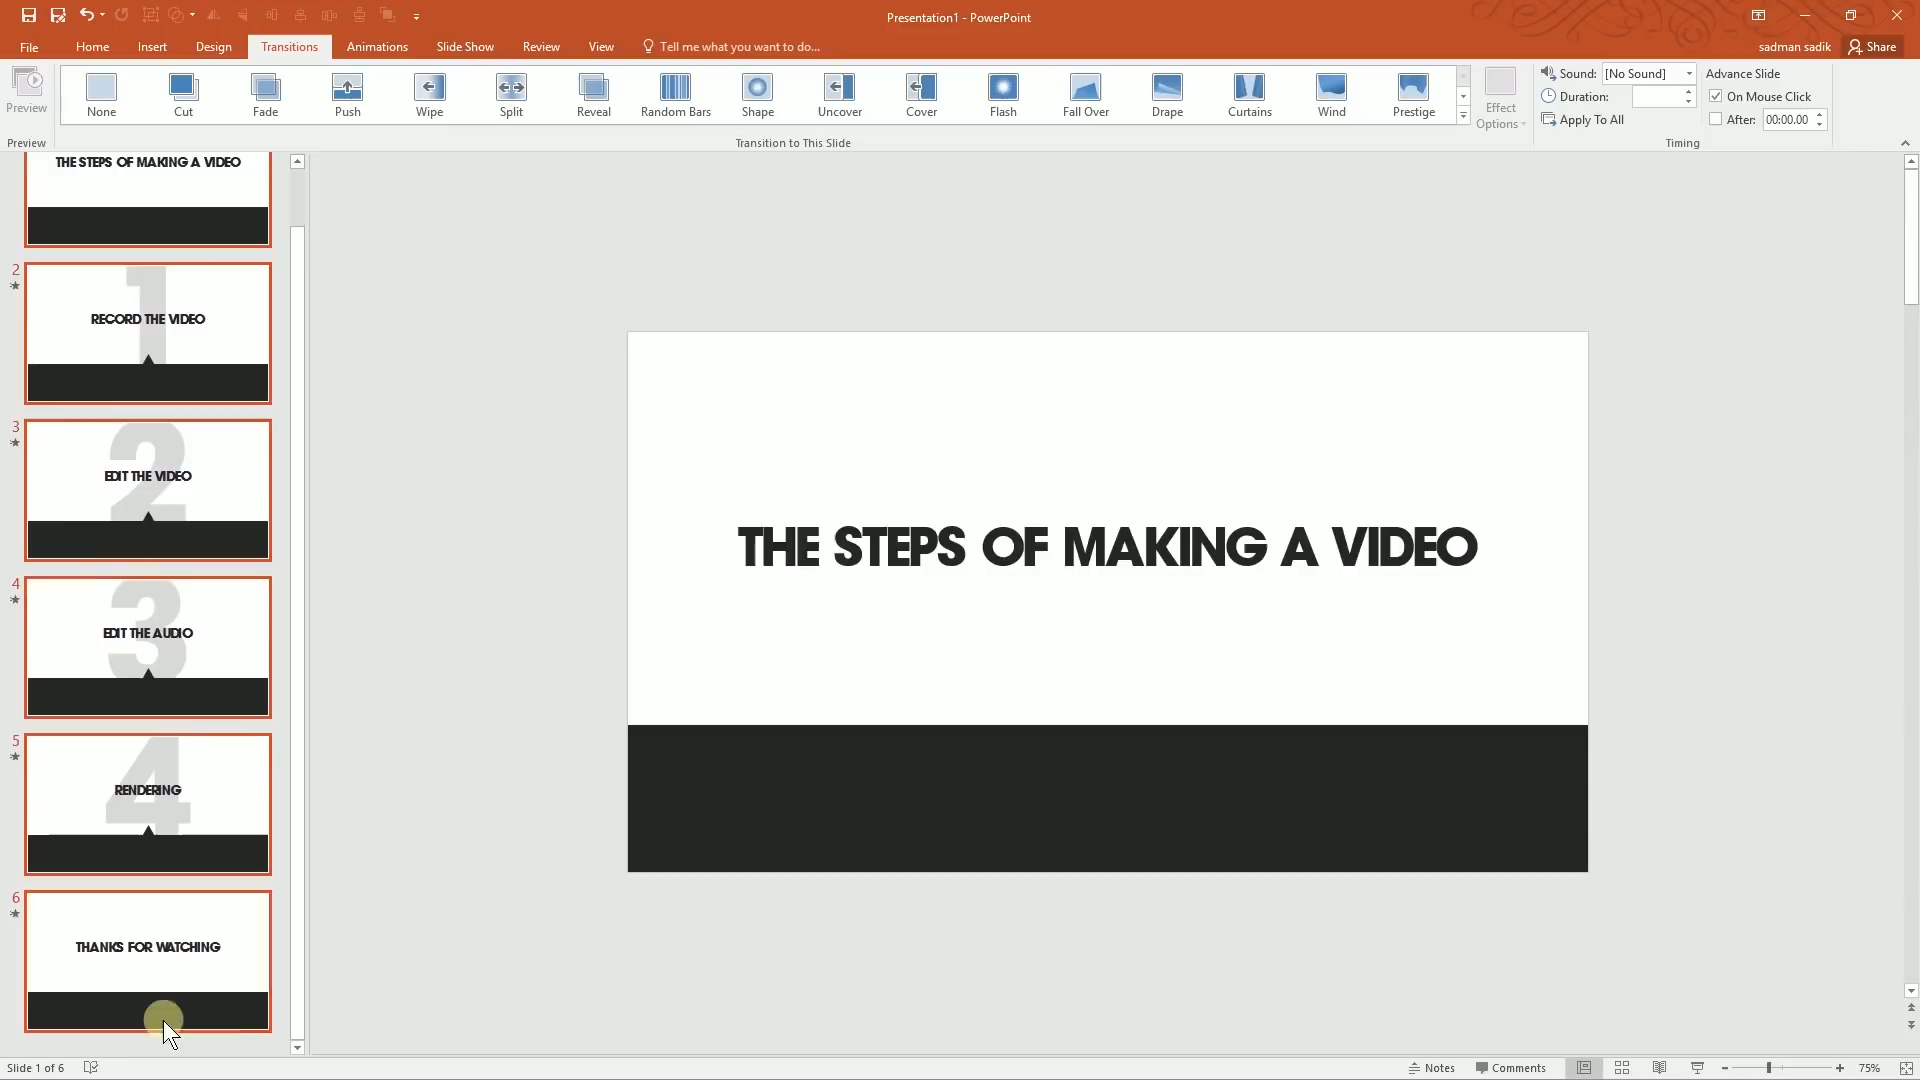 Presentation1 - PowerPoint
File Home Insert Design Transitions Animations Slide Show Review View Tell me what you want to do... sadman sadik Share
Preview
None Cut Fade Push Wipe Split Reveal Random Bars Shape Uncover Cover Flash Fall Over Drape Curtains Wind Prestige
Effect
Options
Sound: [No Sound] Advance Slide
Duration: On Mouse Click
Apply To All After: 00:00.00
Preview Transition to This Slide Timing
THE STEPS OF MAKING A VIDEO
2
1
RECORD THE VIDEO
3
2
EDIT THE VIDEO
4
3
EDIT THE AUDIO
5
4
RENDERING
6
THANKS FOR WATCHING
THE STEPS OF MAKING A VIDEO
Slide 1 of 6 Notes Comments 75%